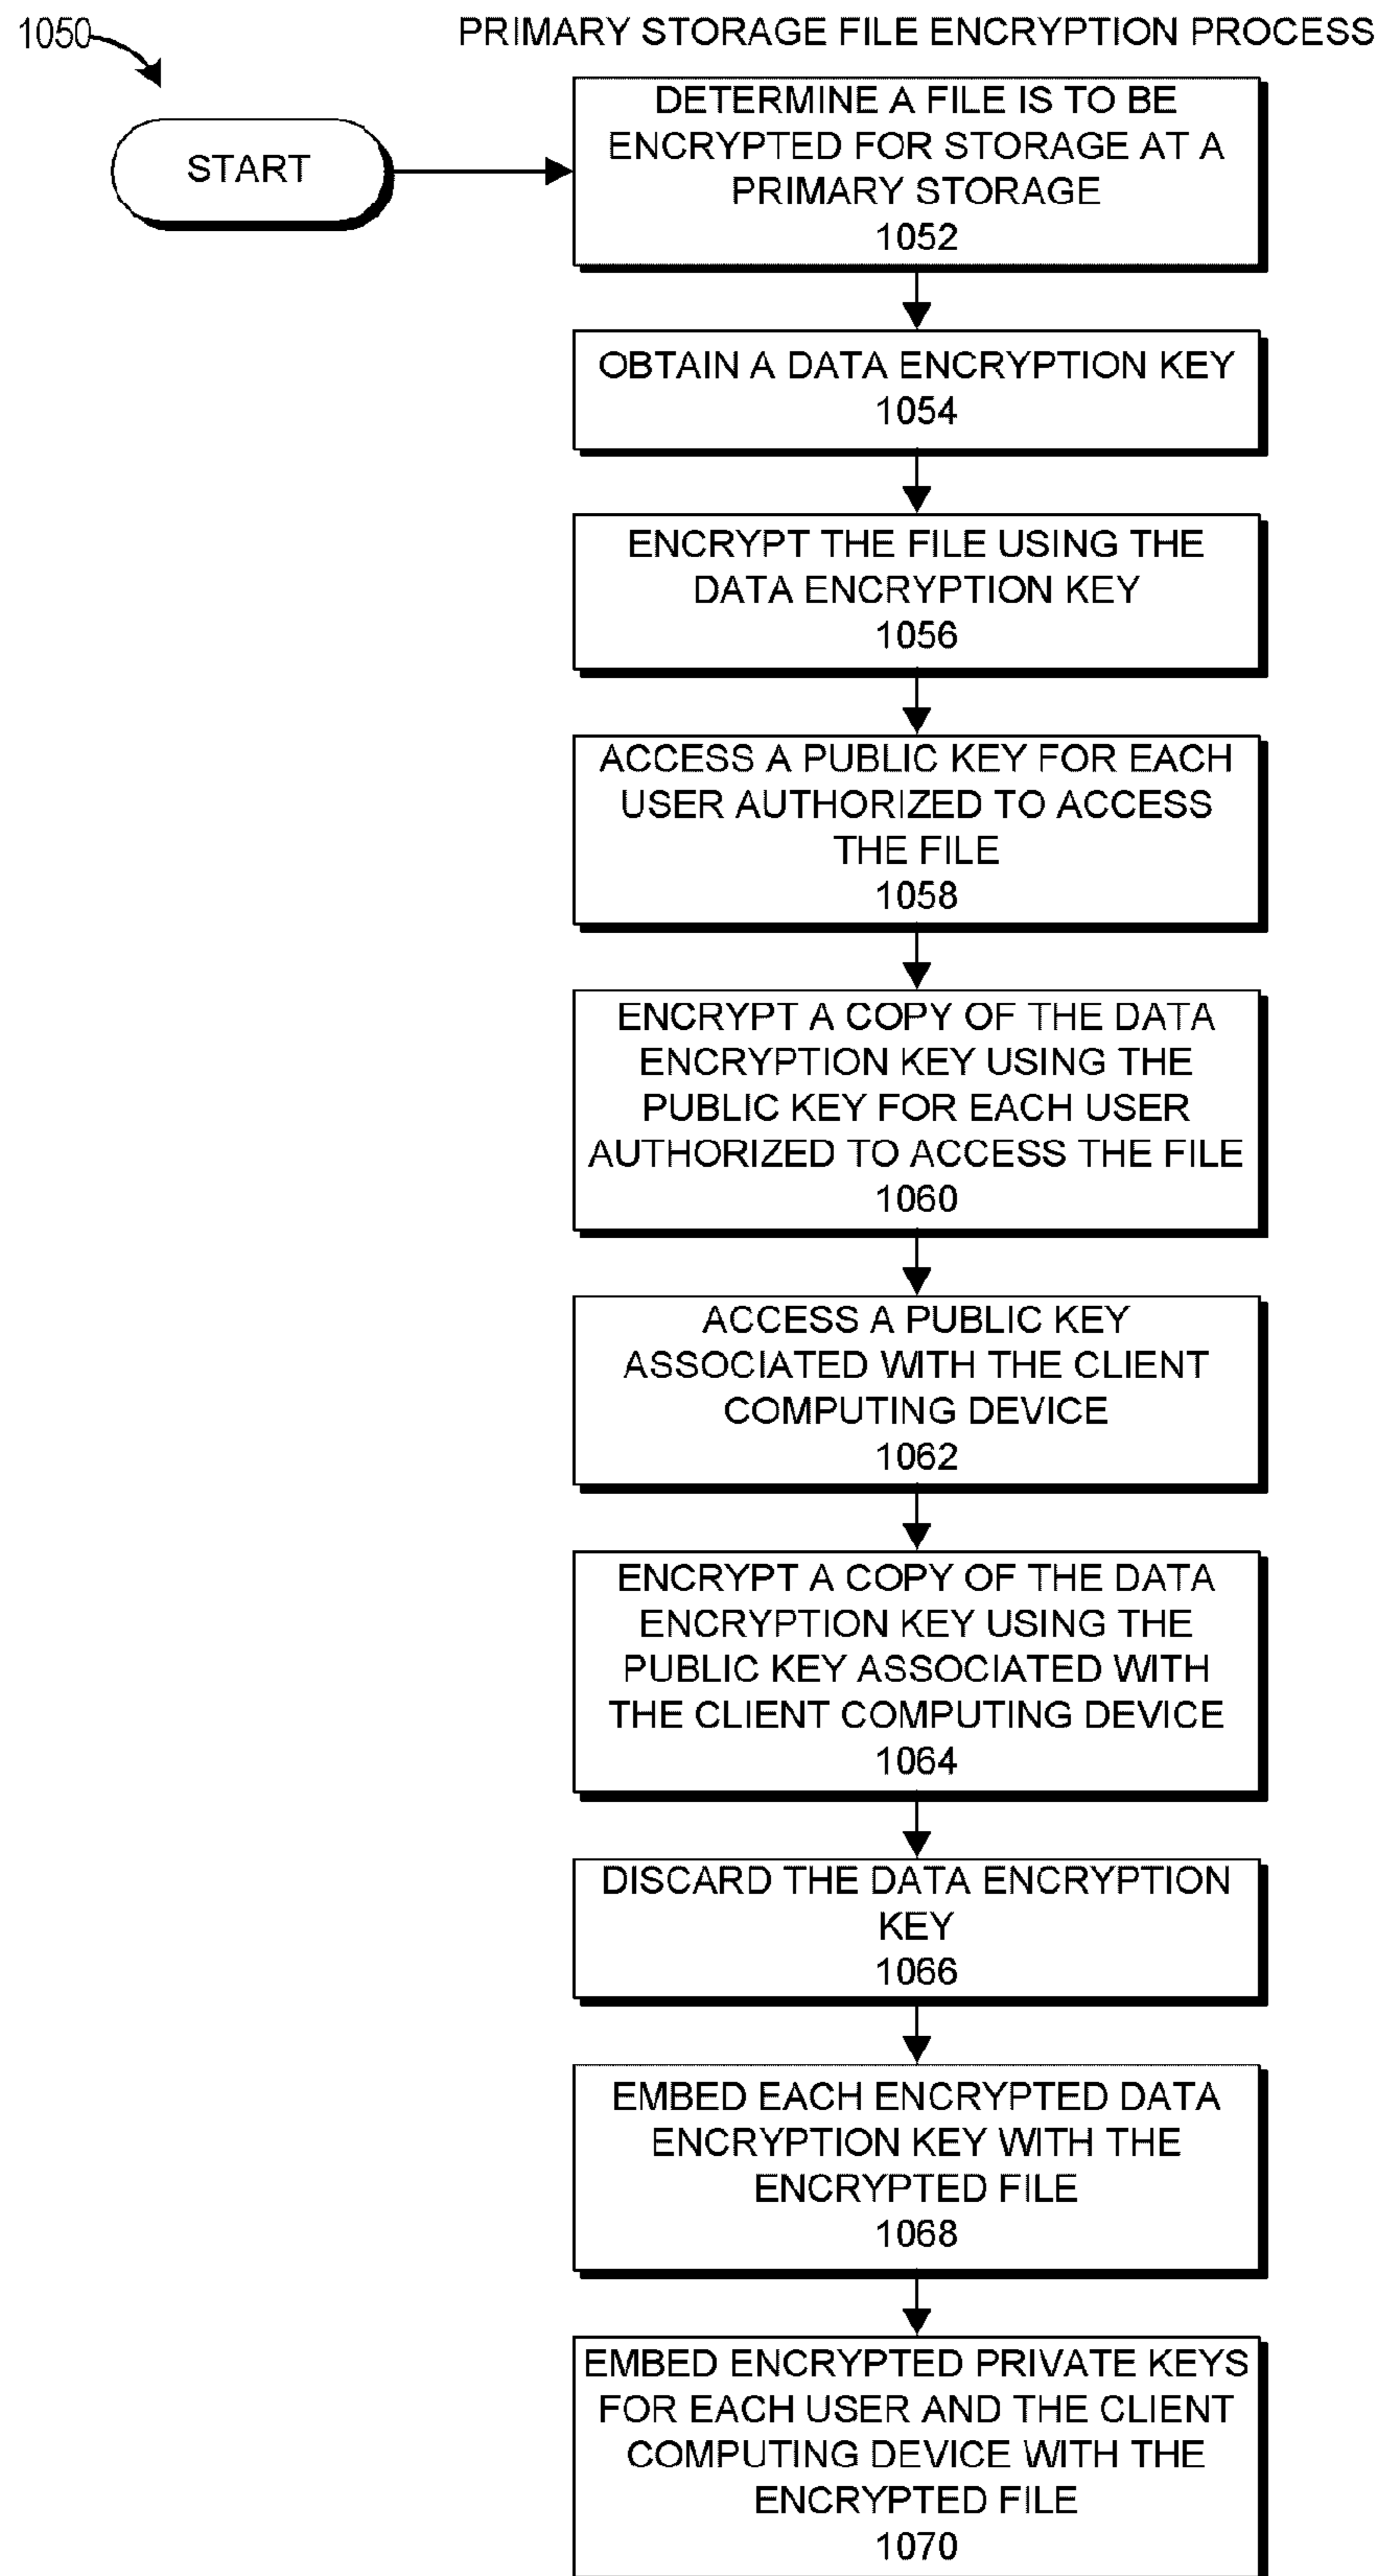 1050
PRIMARY STORAGE FILE ENCRYPTION PROCESS
START
DETERMINE A FILE IS TO BE
ENCRYPTED FOR STORAGE AT A
PRIMARY STORAGE
1052
OBTAIN A DATA ENCRYPTION KEY
1054
ENCRYPT THE FILE USING THE
DATA ENCRYPTION KEY
1056
ACCESS A PUBLIC KEY FOR EACH
USER AUTHORIZED TO ACCESS
THE FILE
1058
ENCRYPT A COPY OF THE DATA
ENCRYPTION KEY USING THE
PUBLIC KEY FOR EACH USER
AUTHORIZED TO ACCESS THE FILE
1060
ACCESS A PUBLIC KEY
ASSOCIATED WITH THE CLIENT
COMPUTING DEVICE
1062
ENCRYPT A COPY OF THE DATA
ENCRYPTION KEY USING THE
PUBLIC KEY ASSOCIATED WITH
THE CLIENT COMPUTING DEVICE
1064
DISCARD THE DATA ENCRYPTION
KEY
1066
EMBED EACH ENCRYPTED DATA
ENCRYPTION KEY WITH THE
ENCRYPTED FILE
1068
EMBED ENCRYPTED PRIVATE KEYS
FOR EACH USER AND THE CLIENT
COMPUTING DEVICE WITH THE
ENCRYPTED FILE
1070